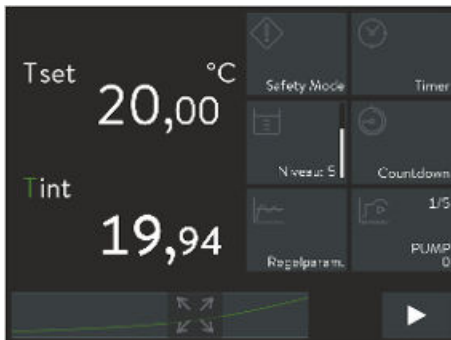 Tset
°C
20,00
Tint
19,94
Safety Mode
Timer
Niveau: 5
Countdown
Regelparam.
1/5
PUMP
0